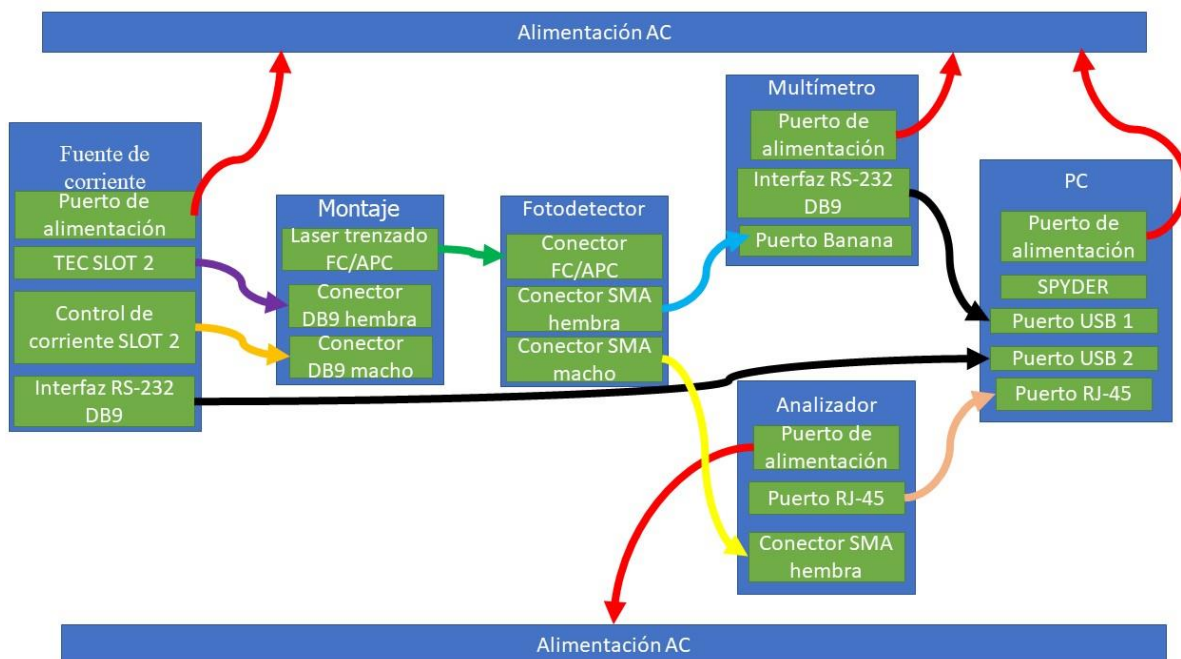 Alimentación AC
Fuente de
corriente
Puerto de
alimentación
TEC SLOT 2
Control de
corriente SLOT 2
Interfaz RS-232
DB9
Montaje
Laser trenzado
FC/APC
Conector
DB9 hembra
Conector
DB9 macho
Fotodetector
Conector
FC/APC
Conector SMA
hembra
Conector SMA
macho
Multímetro
Puerto de
alimentación
Interfaz RS-232
DB9
Puerto Banana
Analizador
Puerto de
alimentación
Puerto RJ-45
Conector SMA
hembra
PC
Puerto de
alimentación
SPYDER
Puerto USB 1
Puerto USB 2
Puerto RJ-45
Alimentación AC